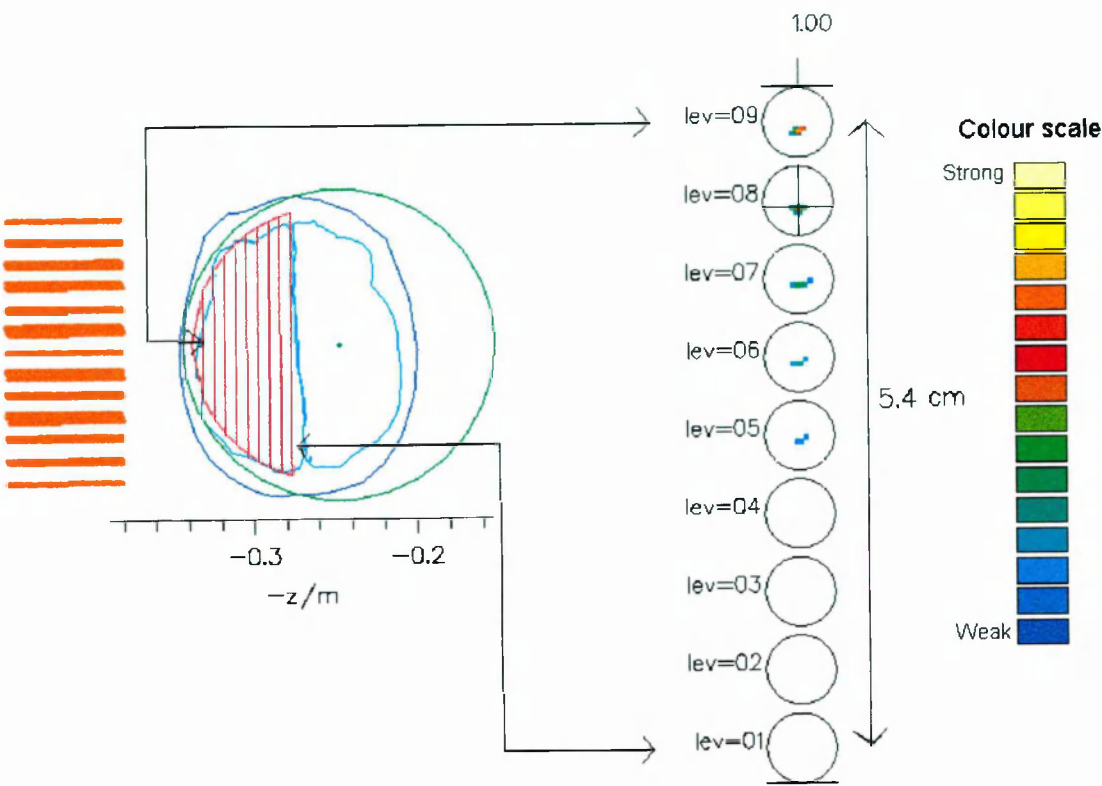 1.00
lev=09
lev=08
lev=07
lev=06
lev=05
lev=04
lev=03
lev=02
lev=01
5.4 cm
Colour scale
Strong
Weak
-0.3
-0.2
-z/m